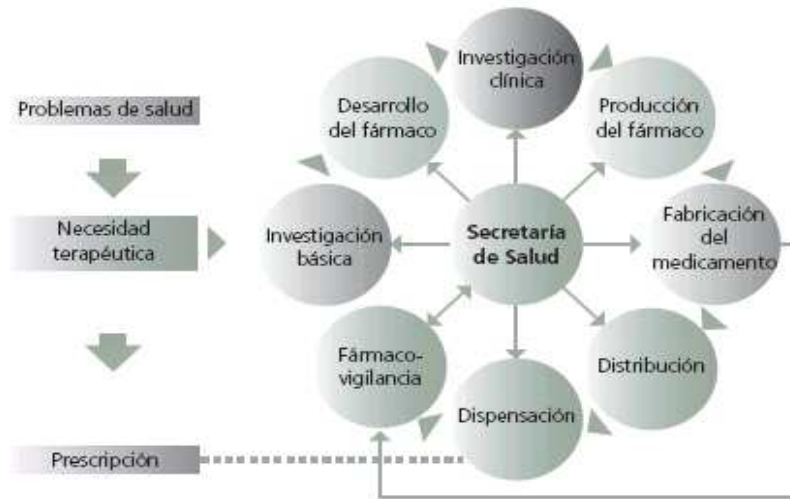 Problemas de salud
Necesidad
terapéutica
Prescripción
Investigación
clínica
Desarrollo
del fármaco
Producción
del fármaco
Investigación
básica
Secretaría
de Salud
Fabricación
del
medicamento
Fármaco-
vigilancia
Dispensación
Distribución